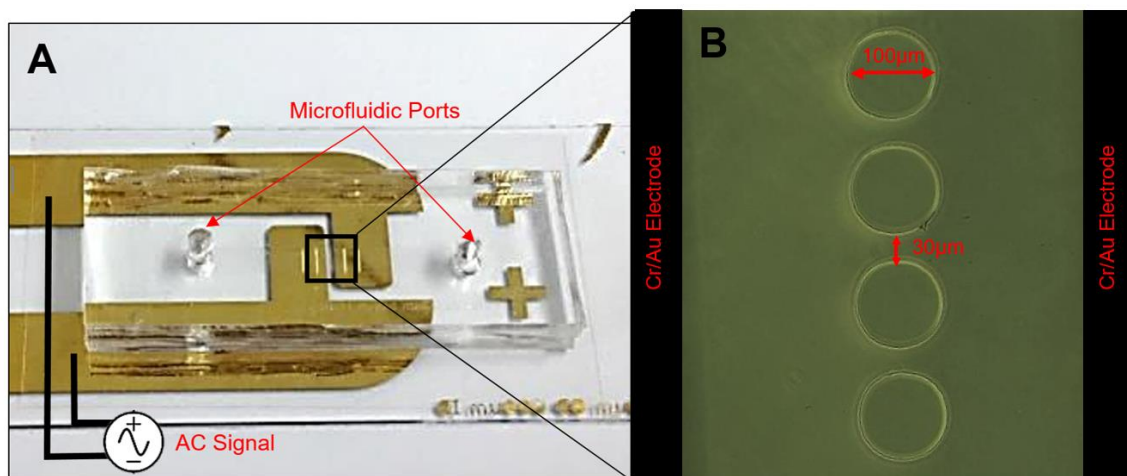 A
Microfluidic Ports
AC Signal
B
100µm
30µm
Cr/Au Electrode
Cr/Au Electrode